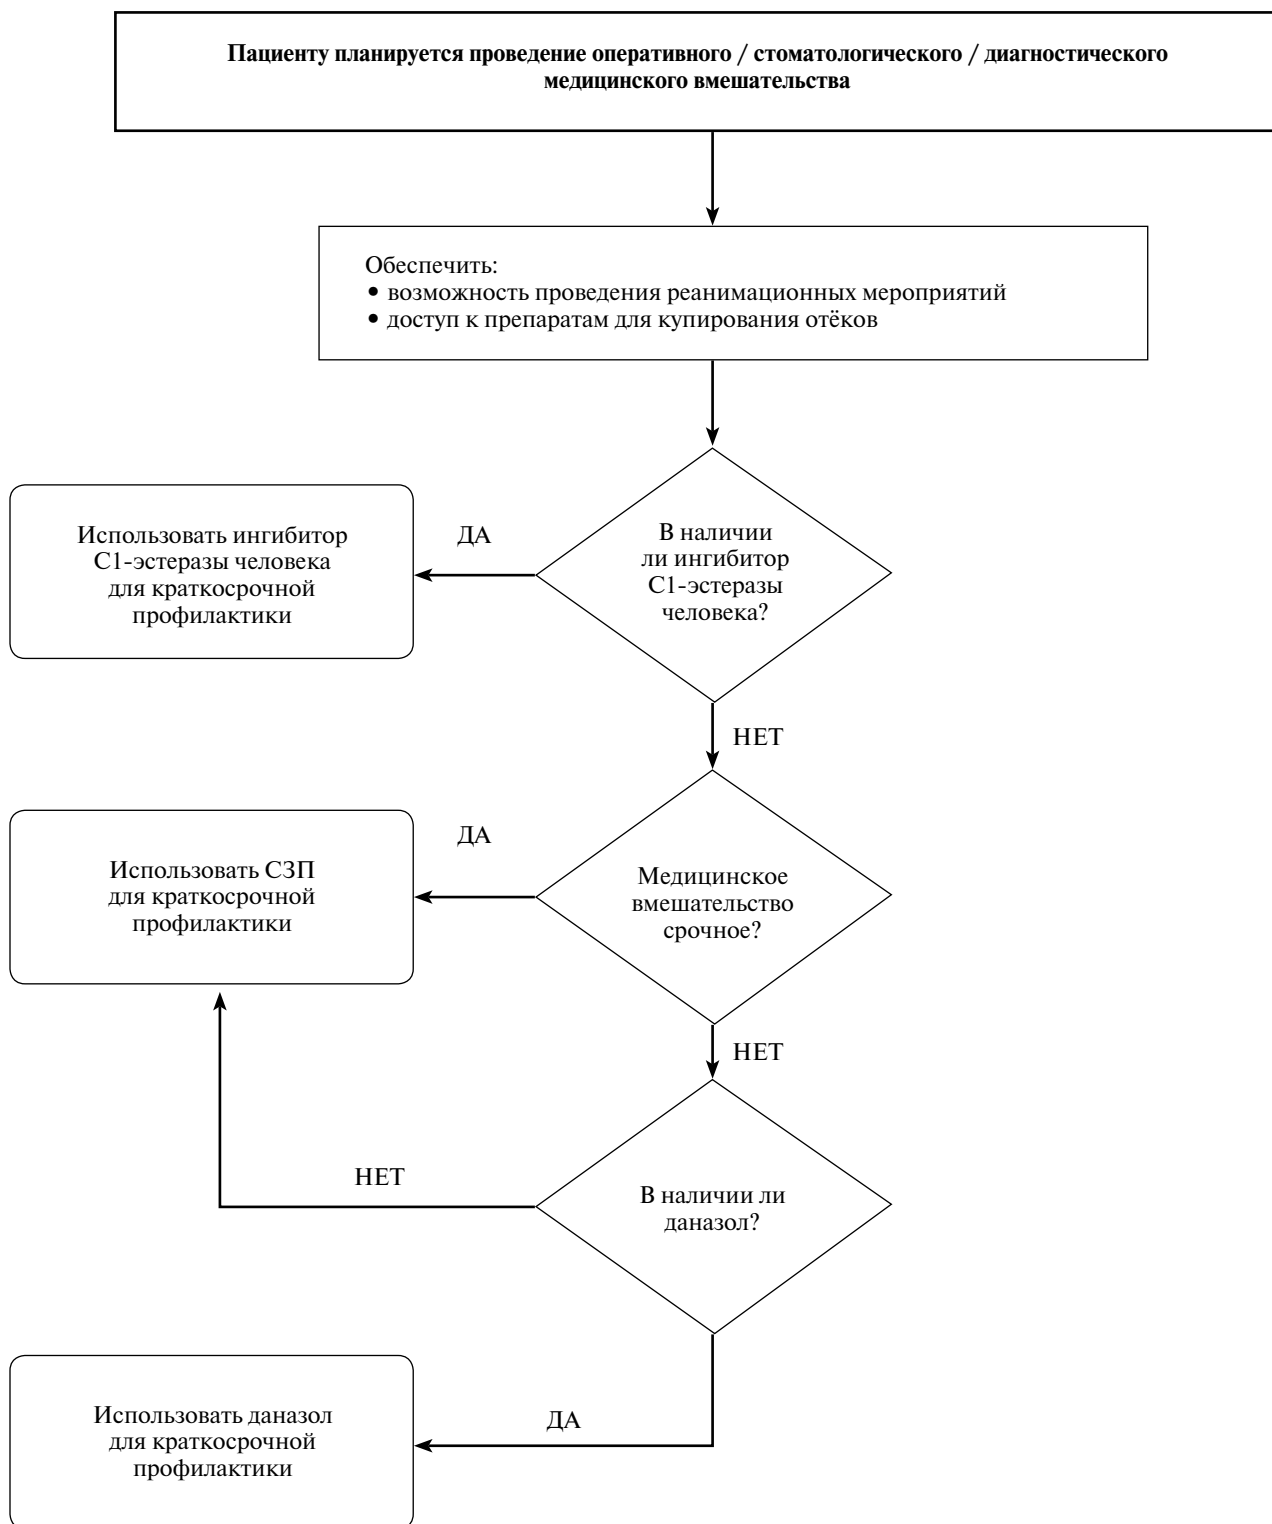 Пациенту планируется проведение оперативного / стоматологического / диагностического
медицинского вмешательства
Обеспечить:
• возможность проведения реанимационных мероприятий
• доступ к препаратам для купирования отёков
В наличии
ли ингибитор
С1-эстеразы
человека?
ДА
Использовать ингибитор
С1-эстеразы человека
для краткосрочной
профилактики
НЕТ
Медицинское
вмешательство
срочное?
ДА
Использовать СЗП
для краткосрочной
профилактики
НЕТ
В наличии ли
даназол?
НЕТ
ДА
Использовать даназол
для краткосрочной
профилактики